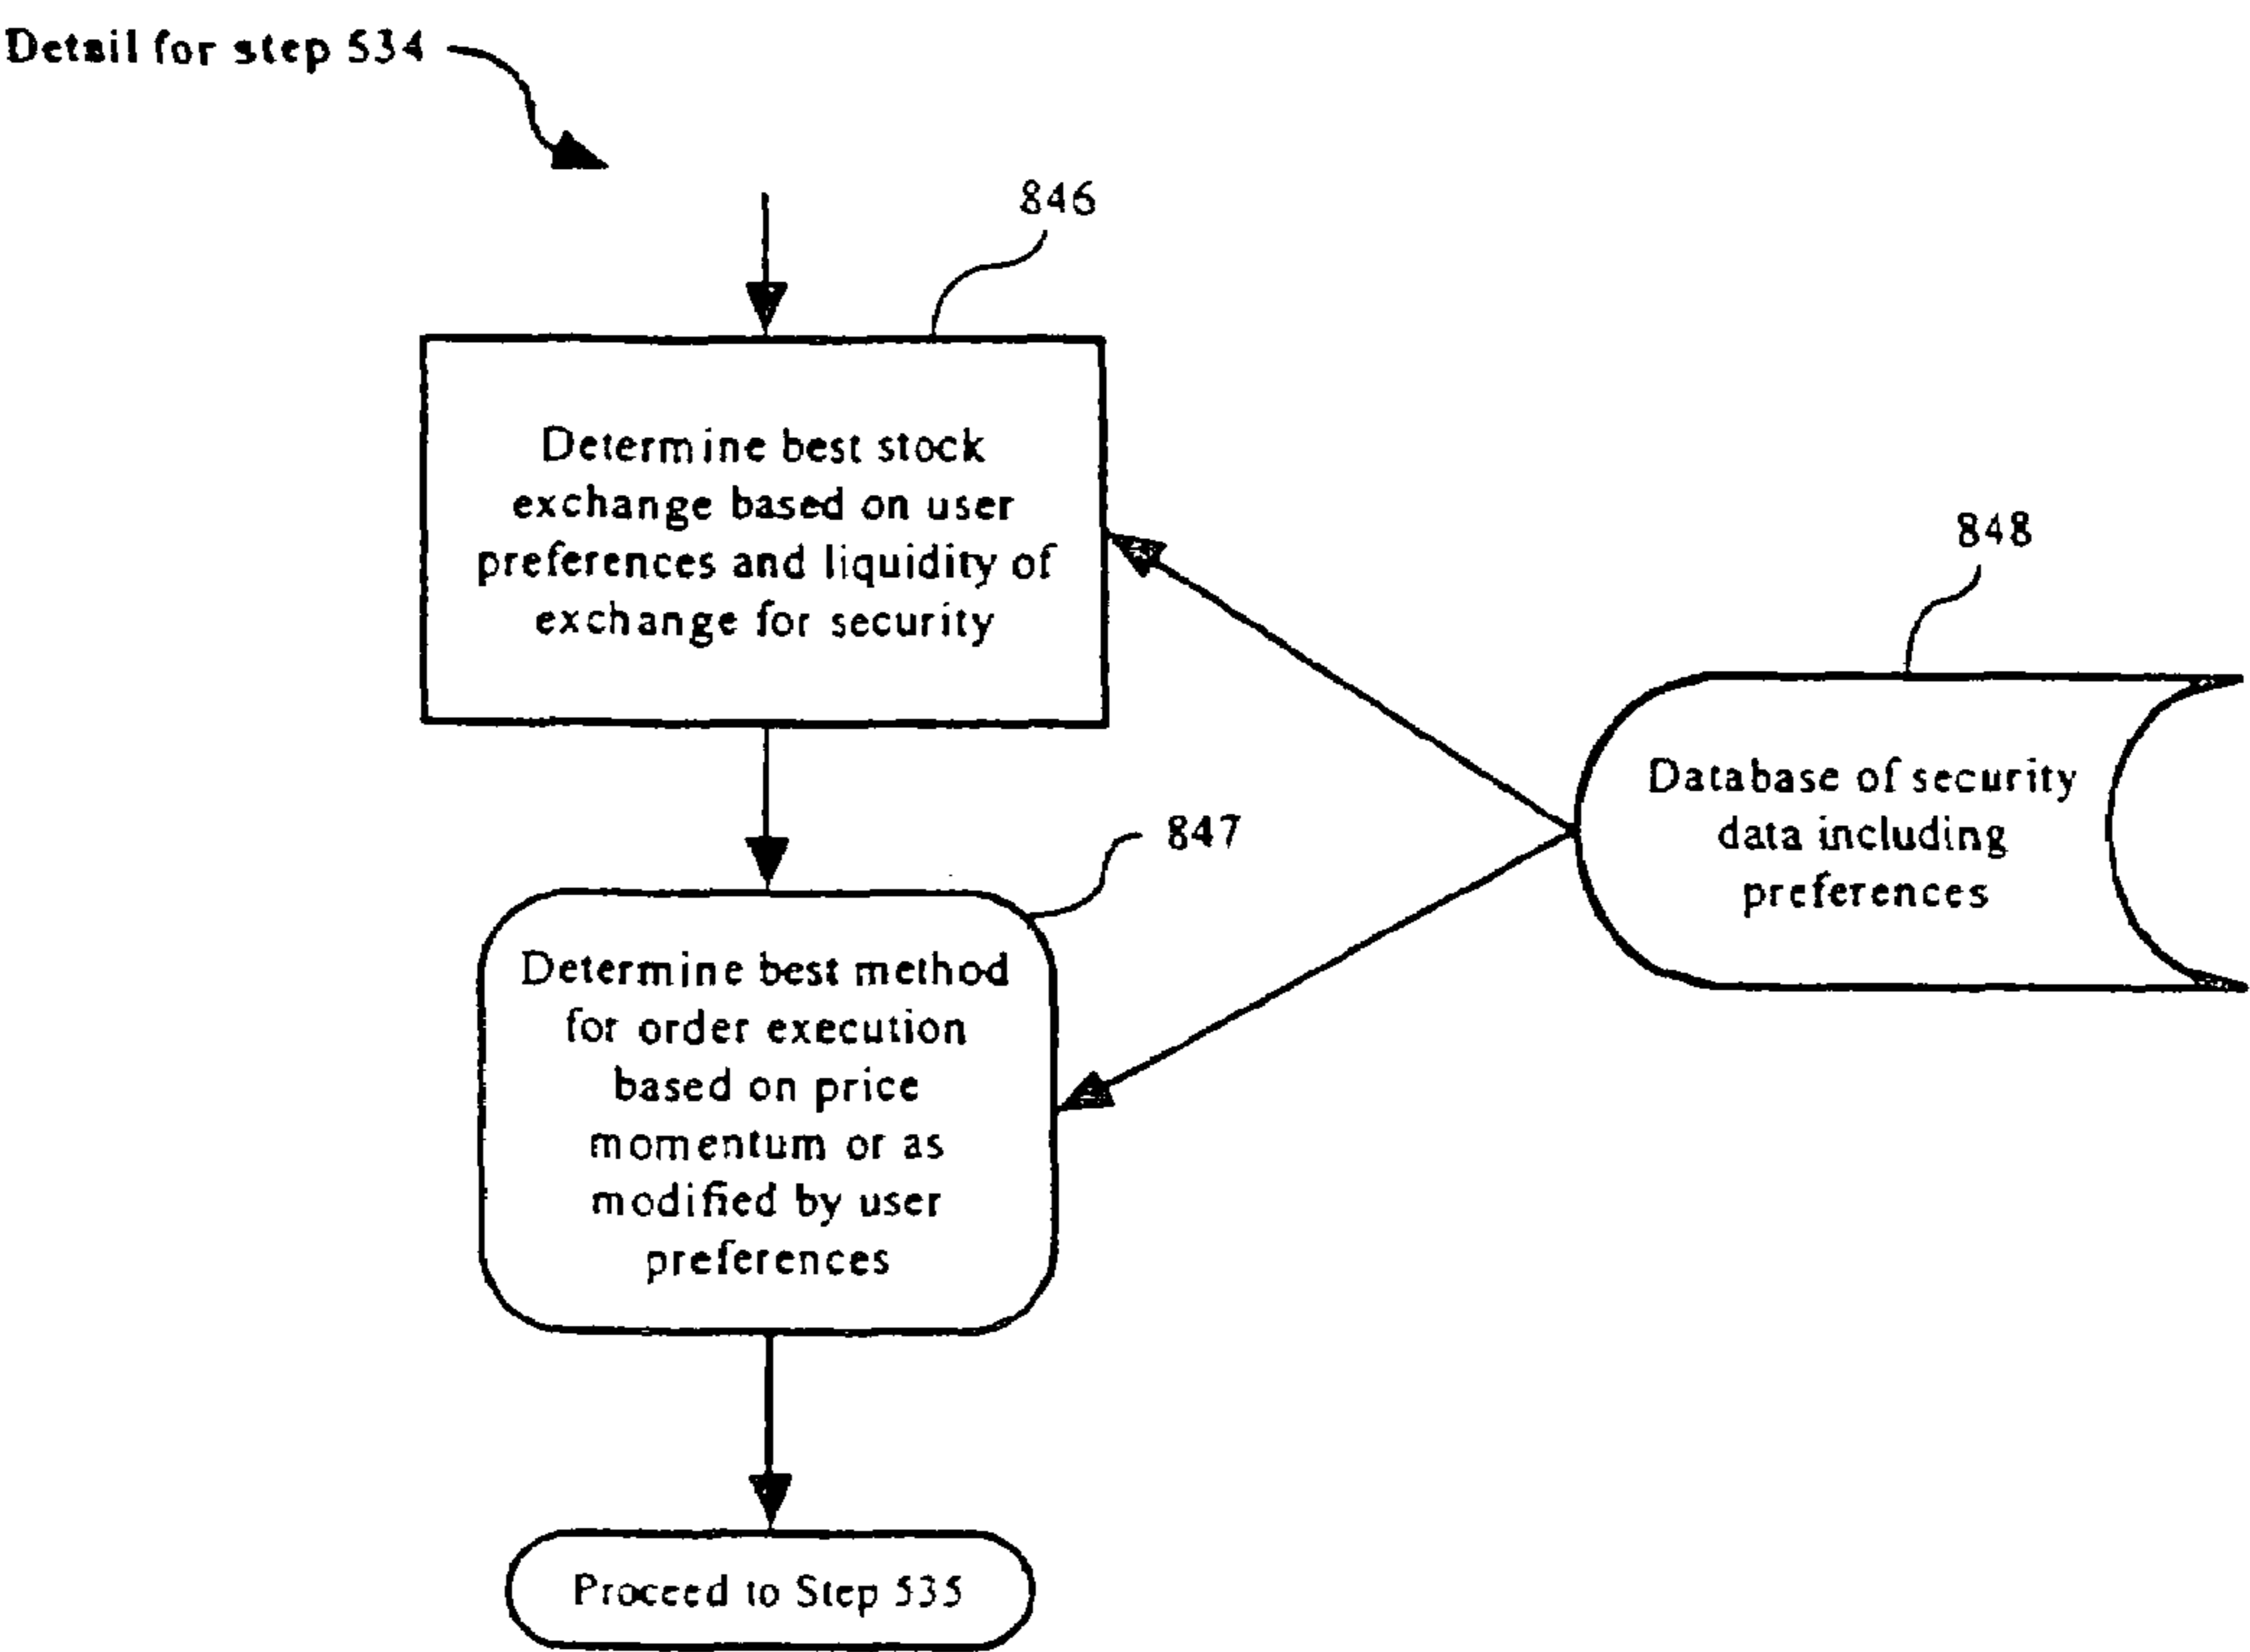 Detail for step 534
846
Determine best stock
exchange based on user
preferences and liquidity of
exchange for security
848
Database of security
data including
preferences
847
Determine best method
for order execution
based on price
momentum or as
modified by user
preferences
Proceed to Step 535